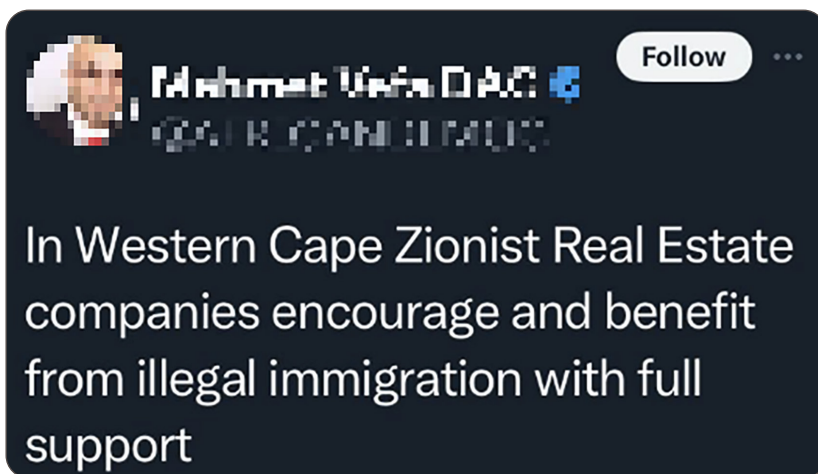 Follow
In Western Cape Zionist Real Estate
companies encourage and benefit
from illegal immigration with full
support